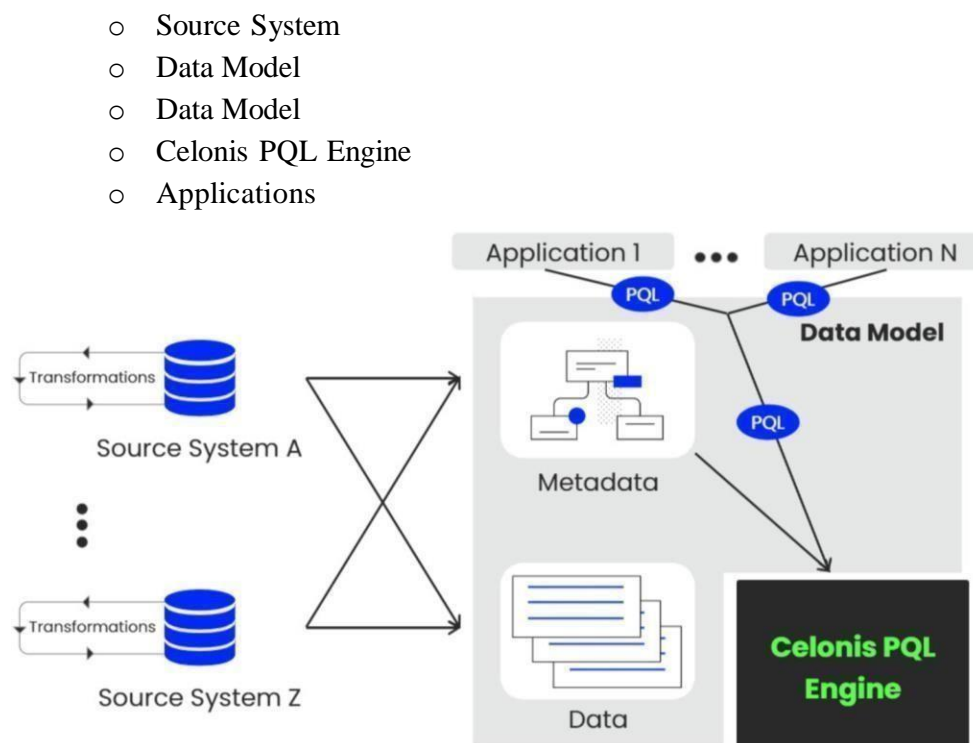 o Source System
o Data Model
o Data Model
o Celonis PQL Engine
o Applications
Application 1 ••• Application N
PQL PQL
Data Model
Transformations
PQL
Source System A
Metadata
Transformations
Celonis PQL
Engine
Source System Z
Data